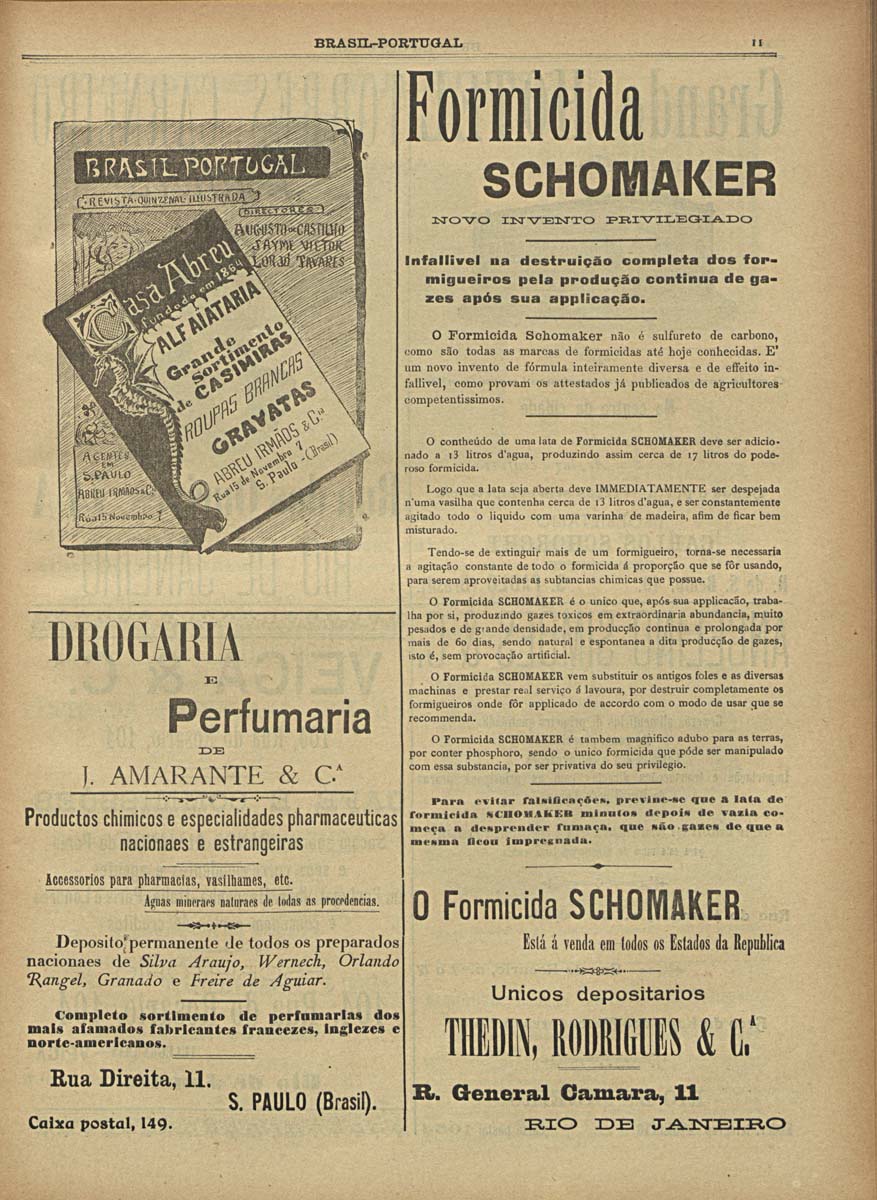 BRASIL-PORTUGAL
11
BRASIL PORTUGAL
REVISTA QUINZENAL ILLUSTRADA
DIRECTORES
AUGUSTO DE CASTILHO
JAYME VICTOR
LORJÓ TAVARES
Casa Abreu
fundada em 1860
ALFAIATARIA
Grande
sortimento
de CASIMIRAS
ROUPAS BRANCAS
GRAVATAS
ABREU IRMÃOS & Cia
Rua 15 de Novembro 7
S. Paulo-(Brasil)
AGENTES
EM
S. PAULO
ABREU IRMÃOS & C.
Rua 15 Novembro 7
DROGARIA
E
Perfumaria
DE
J. AMARANTE & C.ª
Productos chimicos e especialidades pharmaceuticas
nacionaes e estrangeiras
Accessorios para pharmacias, vasilhames, etc.
Aguas mineraes naturaes de todas as procedencias.
Deposito permanente de todos os preparados
nacionaes de Silva Araujo, Wernech, Orlando
Rangel, Granado e Freire de Aguiar.
Completo sortimento de perfumarias dos
mais afamados fabricantes francezes, inglezes e
norte-americanos.
Rua Direita, 11.
S. PAULO (Brasil).
Caixa postal, 149.
Formicida
SCHOMAKER
NOVO INVENTO PRIVILEGIADO
Infallivel na destruição completa dos for-
migueiros pela produção continua de ga-
zes após sua applicação.
O Formicida Schomaker não é sulfureto de carbono,
como são todas as marcas de formicidas até hoje conhecidas. E'
um novo invento de fórmula inteiramente diversa e de effeito in-
fallivel, como provam os attestados já publicados de agricultores
competentissimos.
O contheúdo de uma lata de Formicida SCHOMAKER deve ser adicio-
nado a 13 litros d'agua, produzindo assim cerca de 17 litros do pode-
roso formicida.
Logo que a lata seja aberta deve IMMEDIATAMENTE ser despejada
n'uma vasilha que contenha cerca de 13 litros d'agua, e ser constantemente
agitado todo o liquido com uma varinha de madeira, afim de ficar bem
misturado.
Tendo-se de extinguir mais de um formigueiro, torna-se necessaria
a agitação constante de todo o formicida á proporção que se fôr usando,
para serem aproveitadas as subtancias chimicas que possue.
O Formicida SCHOMAKER é o unico que, após sua applicacão, traba-
lha por si, produzindo gazes toxicos em extraordinaria abundancia, muito
pesados e de grande densidade, em producção continua e prolongada por
mais de 60 dias, sendo natural e espontanea a dita producção de gazes,
isto é, sem provocação artificial.
O Formicida SCHOMAKER vem substituir os antigos foles e as diversas
machinas e prestar real serviço á lavoura, por destruir completamente os
formigueiros onde fôr applicado de accordo com o modo de usar que se
recommenda.
O Formicida SCHOMAKER é tambem magnifico adubo para as terras,
por conter phosphoro, sendo o unico formicida que póde ser manipulado
com essa substancia, por ser privativa do seu privilegio.
Para evitar falsificações, previne-se que a lata de
formicida SCHOMAKER minutos depois de vazia co-
meça a desprender fumaça, que são gazes de que a
mesma ficou impregnada.
O Formicida SCHOMAKER
Está á venda em todos os Estados da Republica
Unicos depositarios
THEDIN, RODRIGUES & C.ª
R. General Camara, 11
RIO DE JANEIRO